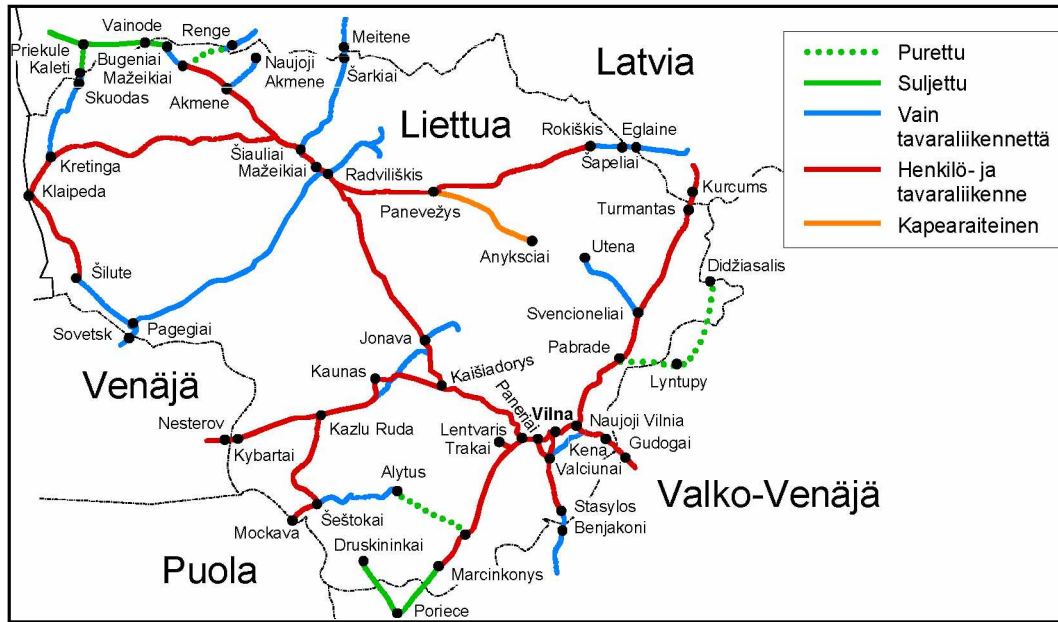 Vainode
Renge
Meitene
Priekule
Kaleti
Bugeniai
Mažeikiai
Naujoji
Akmene
Šarkiai
Skuodas
Akmene
Latvia
Liettua
Rokiškis
Eglaine
Šapeliai
Kretinga
Šiauliai
Mažeikiai
Radviliškis
Klaipeda
Panevežys
Kurcums
Turmantas
Anyksciai
Utena
Didžiasalis
Šilute
Svencioneliai
Sovetsk
Pagegiai
Jonava
Pabrade
Lyntupy
Venäjä
Kaunas
Kaišiadorys
Paneriai
Vilna
Naujoji Vilnia
Nesterov
Kazlu Ruda
Lentvaris
Trakai
Kena
Gudogai
Kybartai
Valciunai
Alytus
Valko-Venäjä
Stasylos
Benjakoni
Mockava
Šeštokai
Druskininkai
Puola
Marcinkonys
Poriece
Purettu
Suljettu
Vain
tavaraliikennettä
Henkilö- ja
tavaraliikenne
Kapearaiteinen